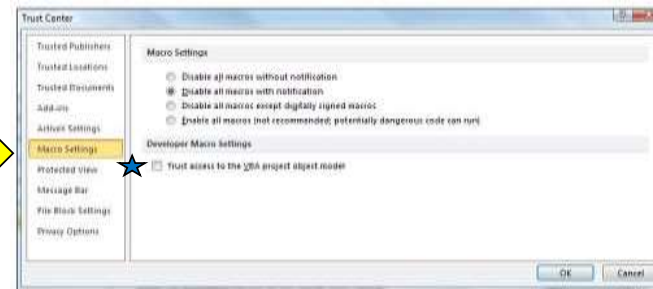 Trust Center
Trusted Publishers
Trusted Locations
Trusted Documents
Add-ins
ActiveX Settings
Macro Settings
Protected View
Message Bar
File Block Settings
Privacy Options
Macro Settings
Disable all macros without notification
Disable all macros with notification
Disable all macros except digitally signed macros
Enable all macros (not recommended; potentially dangerous code can run)
Developer Macro Settings
Trust access to the VBA project object model
OK
Cancel